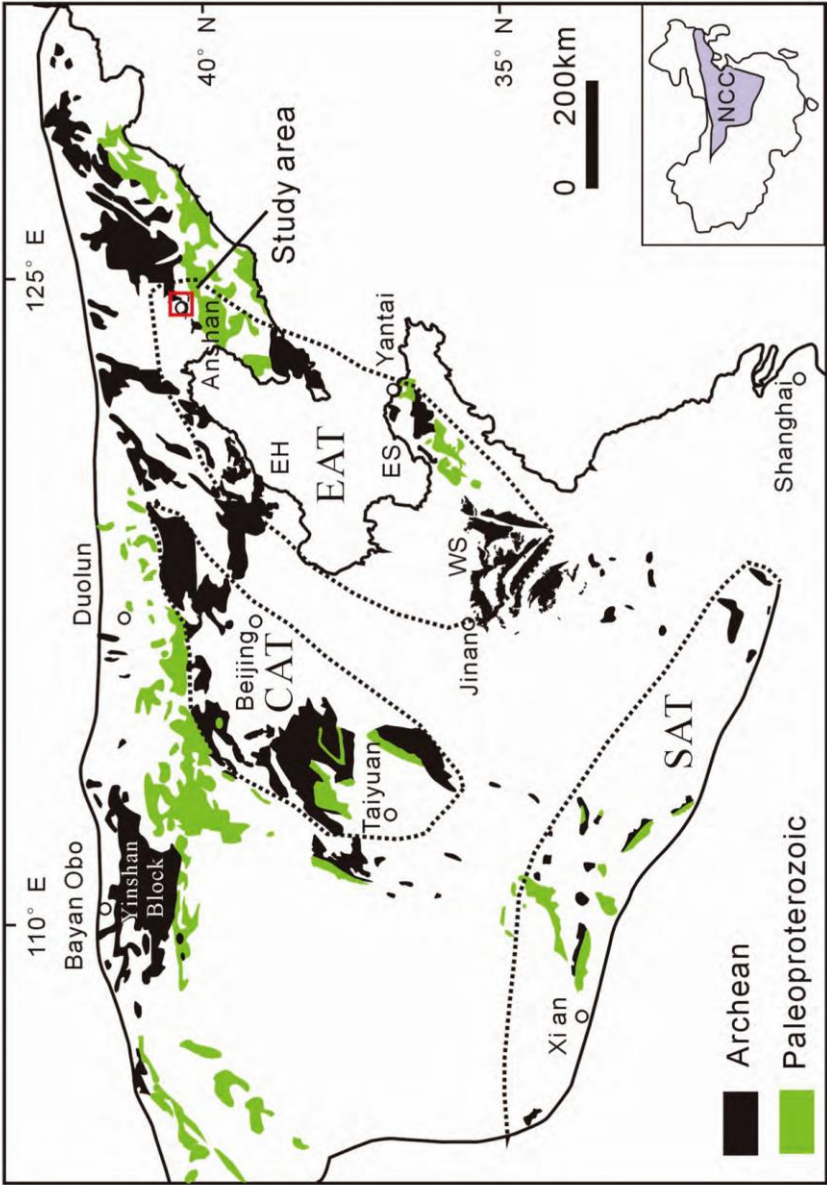 110° E
125° E
Bayan Obo
Duolun
Yinshan
Block
40° N
Study area
Anshan
Beijing
CAT
EH
EAT
Taiyuan
ES
Yantai
Jinan
WS
35° N
Xi an
SAT
Shanghai
0 200km
NCC
Archean
Paleoproterozoic